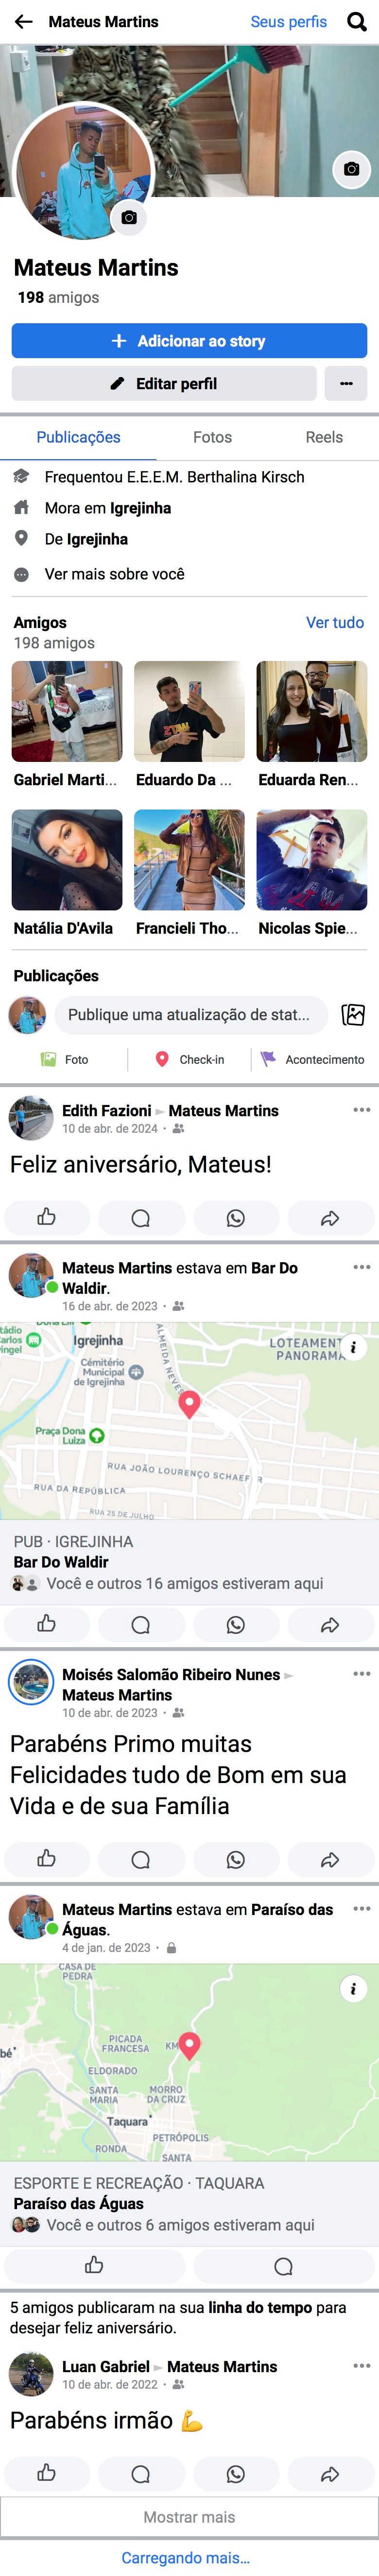 Mateus Martins
Seus perfis
Mateus Martins
198 amigos
Adicionar ao story
Editar perfil
Publicações
Fotos
Reels
Frequentou E.E.E.M. Berthalina Kirsch
Mora em Igrejinha
De Igrejinha
Ver mais sobre você
Amigos
Ver tudo
198 amigos
Gabriel Marti...
Eduardo Da ...
Eduarda Ren...
Natália D'Avila
Francieli Tho...
Nicolas Spie...
Publicações
Publique uma atualização de stat...
Foto
Check-in
Acontecimento
Edith Fazioni ► Mateus Martins
10 de abr. de 2024 ·
Feliz aniversário, Mateus!
Mateus Martins estava em Bar Do
Waldir.
16 de abr. de 2023 ·
Igrejinha
Cemitério
Municipal
de Igrejinha
ALMEIDA NEVES
LOTEAMENT
PANORAMA
Praça Dona
Luiza
RUA JOÃO LOURENÇO SCHAEFER
RUA DA REPÚBLICA
RUA 25 DE JULHO
PUB · IGREJINHA
Bar Do Waldir
Você e outros 16 amigos estiveram aqui
Moisés Salomão Ribeiro Nunes ►
Mateus Martins
10 de abr. de 2023 ·
Parabéns Primo muitas
Felicidades tudo de Bom em sua
Vida e de sua Família
Mateus Martins estava em Paraíso das
Águas.
4 de jan. de 2023 ·
CASA DE
PEDRA
PICADA
FRANCESA
KM
bé
ELDORADO
SANTA
MARIA
MORRO
DA CRUZ
Taquara
PETRÓPOLIS
RONDA
SANTA
ESPORTE E RECREAÇÃO · TAQUARA
Paraíso das Águas
Você e outros 6 amigos estiveram aqui
5 amigos publicaram na sua linha do tempo para
desejar feliz aniversário.
Luan Gabriel ► Mateus Martins
10 de abr. de 2022 ·
Parabéns irmão 💪
Mostrar mais
Carregando mais...